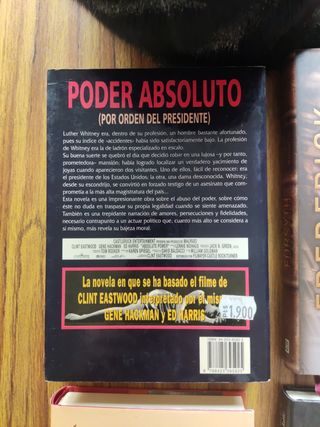 PODER ABSOLUTO
(POR ORDEN DEL PRESIDENTE)
Luther Whitney era, dentro de su profesión, un hombre bastante afortunado,
pues su índice de «accidentes» había sido satisfactoriamente bajo. La profesión
de Whitney era la de ladrón especializado en escalo.
Su buena suerte se quebró el día que decidió robar en una lujosa –y por tanto,
prometedora– mansión. Había logrado localizar un verdadero yacimiento de
joyas cuando aparecieron dos visitantes. Uno de ellos, fácil de reconocer: era
el presidente de los Estados Unidos, la otra, una dama desconocida. Whitney,
desde su escondrijo, se convirtió en forzado testigo de un asesinato que comprometía
a la más alta magistratura del país...
Esta novela es una impresionante obra sobre el abuso del poder, sobre cómo
éste no duda en traspasar su propia legalidad cuando se siente amenazado.
También es una trepidante narración de amores, persecuciones y fidelidades,
necesario contrapunto a un actuar político que, cuanto más alto se considera a
sí mismo, más revela su bajeza moral.
CASTLEROCK ENTERTAINMENT
CLINT EASTWOOD GENE HACKMAN ED HARRIS
CLINT EASTWOOD
La novela en que se ha basado el filme de
CLINT EASTWOOD interpretado por él mis
GENE HACKMAN y ED HARRIS
1.900
FORSYTH